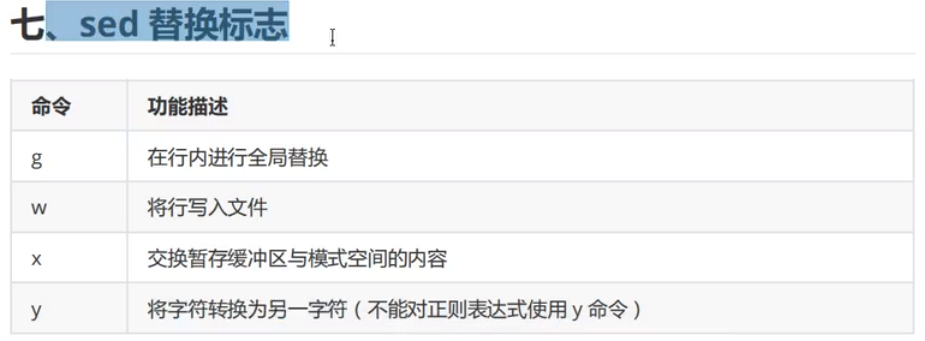 七、sed 替换标志
命令 功能描述
g 在行内进行全局替换
w 将行写入文件
x 交换暂存缓冲区与模式空间的内容
y 将字符转换为另一字符（不能对正则表达式使用 y 命令）